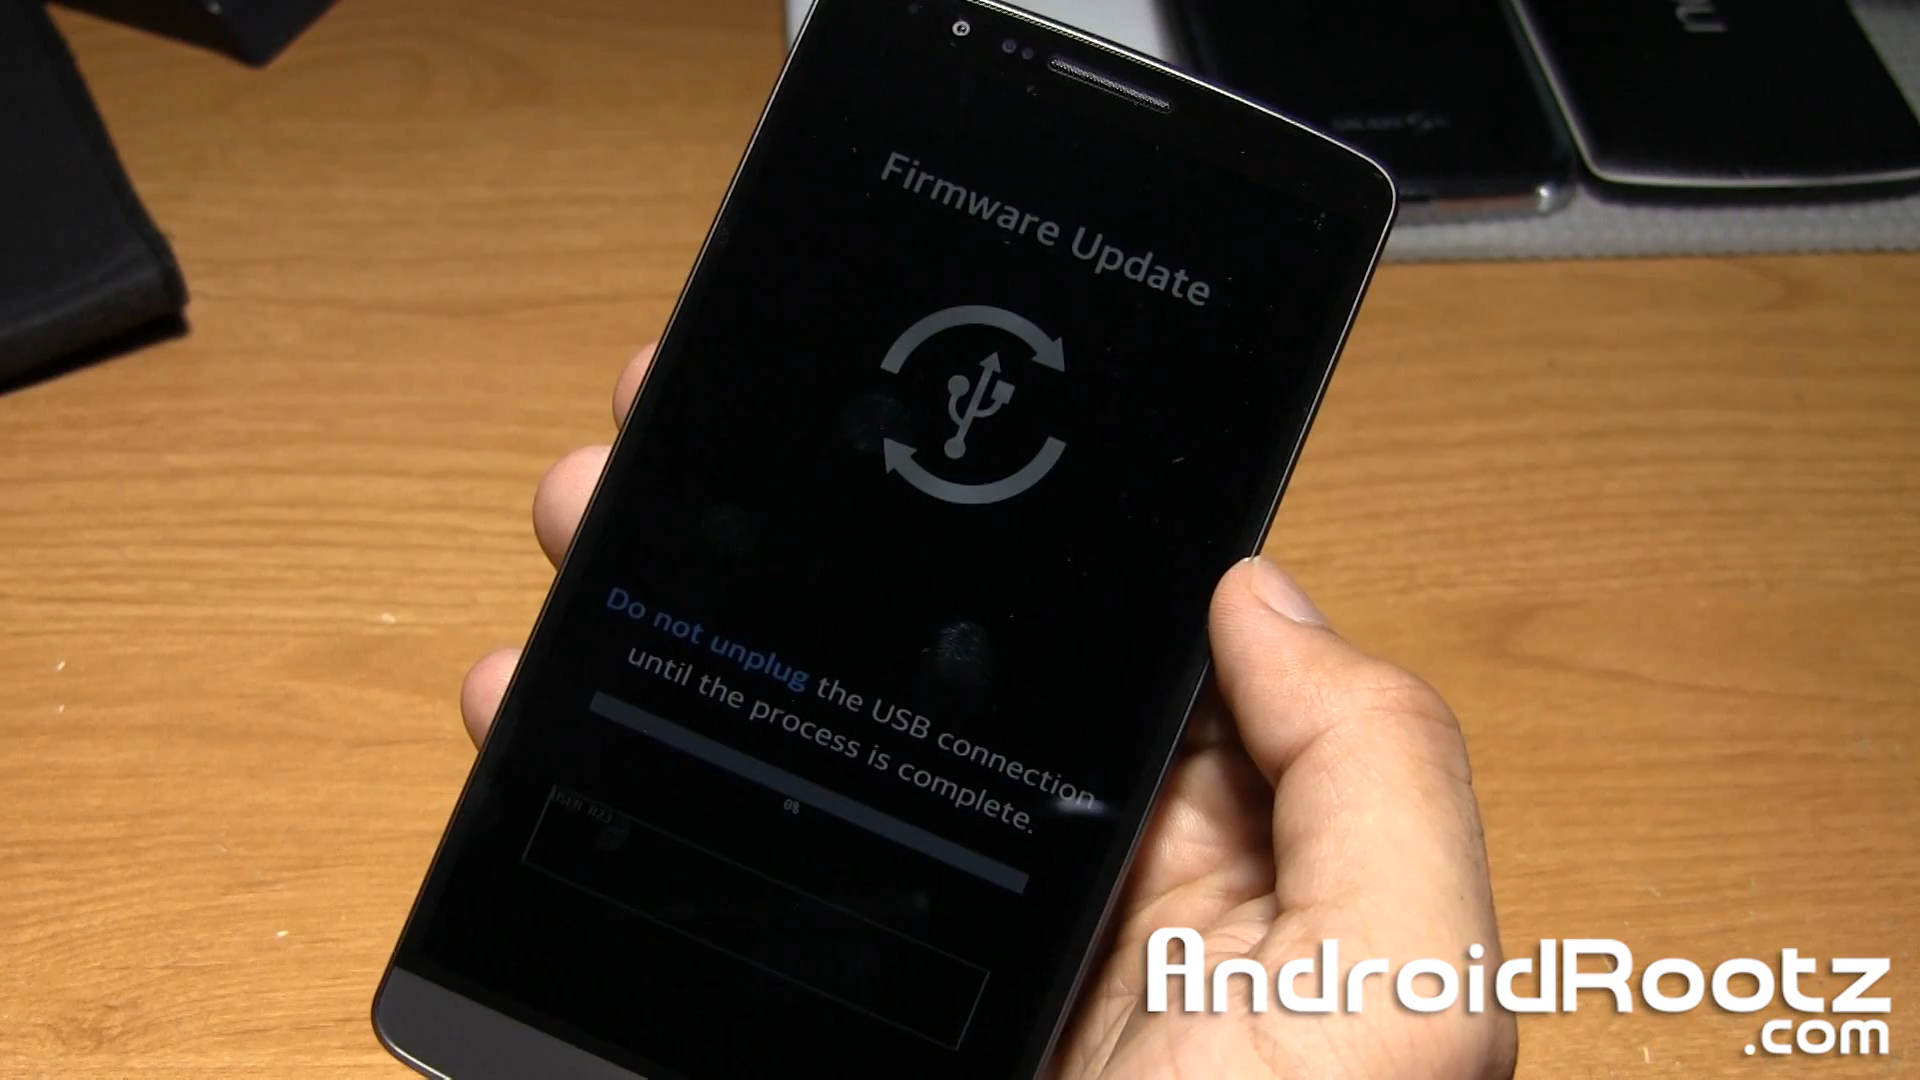 Firmware Update
Do not unplug the USB connection
until the process is complete.
0%
AndroidRootz
.com